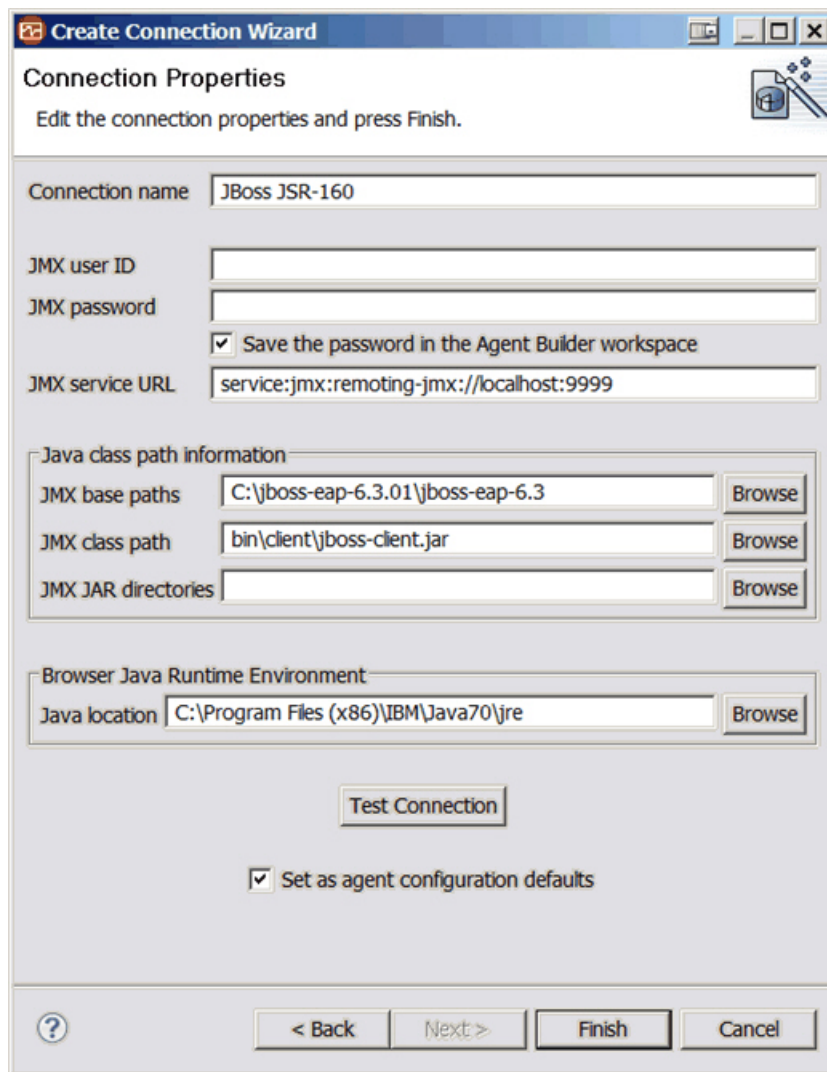 Create Connection Wizard
Connection Properties
Edit the connection properties and press Finish.
Connection name JBoss JSR-160
JMX user ID
JMX password
Save the password in the Agent Builder workspace
JMX service URL service:jmx:remoting-jmx://localhost:9999
Java class path information
JMX base paths C:\jboss-eap-6.3.01\jboss-eap-6.3 Browse
JMX class path bin\client\jboss-client.jar Browse
JMX JAR directories Browse
Browser Java Runtime Environment
Java location C:\Program Files (x86)\IBM\Java70\jre Browse
Test Connection
Set as agent configuration defaults
? < Back Next > Finish Cancel